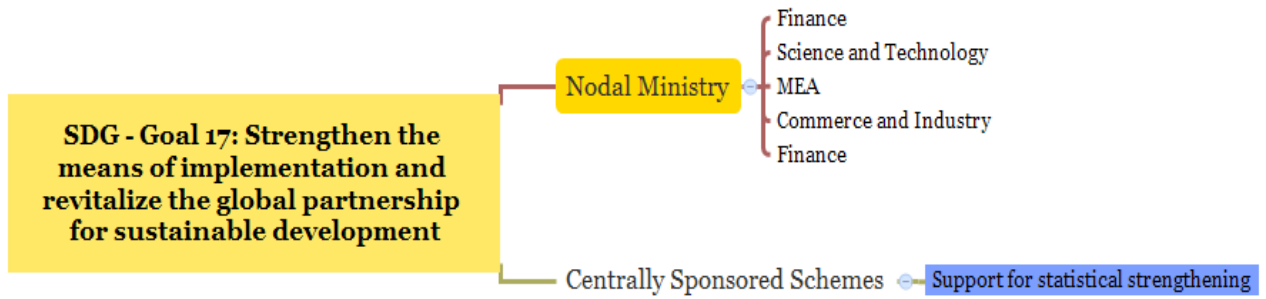 SDG - Goal 17: Strengthen the
means of implementation and
revitalize the global partnership
for sustainable development
Nodal Ministry
Finance
Science and Technology
MEA
Commerce and Industry
Finance
Centrally Sponsored Schemes
Support for statistical strengthening